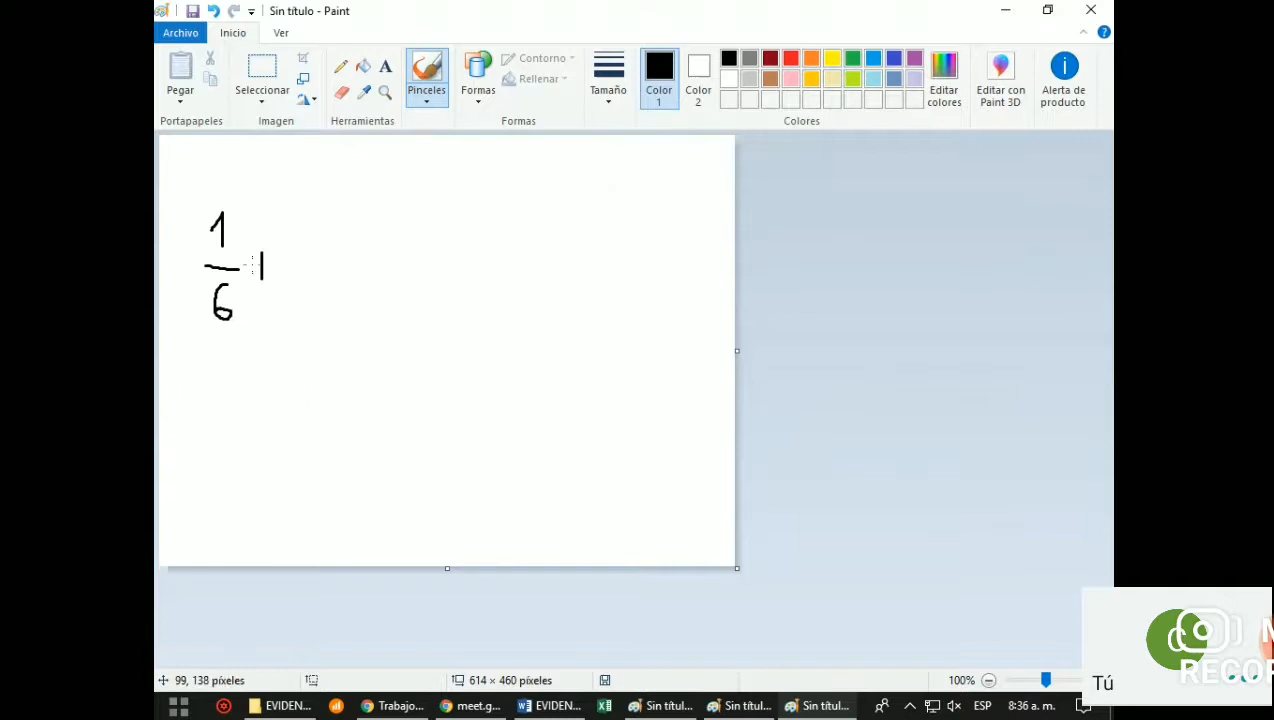 Sin título - Paint
Archivo Inicio Ver
Pegar
Seleccionar
Pinceles
Formas
Contorno
Rellenar
Tamaño
Color 1
Color 2
Editar colores
Editar con Paint 3D
Alerta de producto
Portapapeles Imagen Herramientas Formas Colores
1
6
C
RECOR
Tú
99, 138 píxeles 614 × 460 píxeles 100%
EVIDEN... Trabajo... meet.g... EVIDEN... Sin títul... Sin títul... Sin títul... ESP 8:36 a. m.